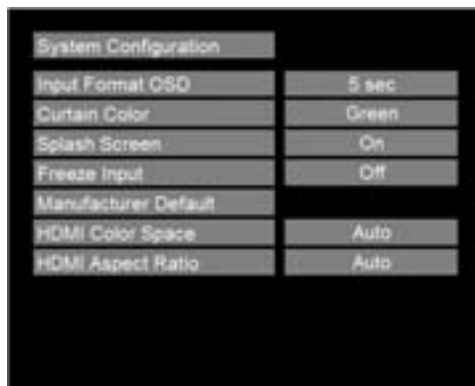 System Configuration
Input Format OSD 5 sec
Curtain Color Green
Splash Screen On
Freeze Input Off
Manufacturer Default
HDMI Color Space Auto
HDMI Aspect Ratio Auto